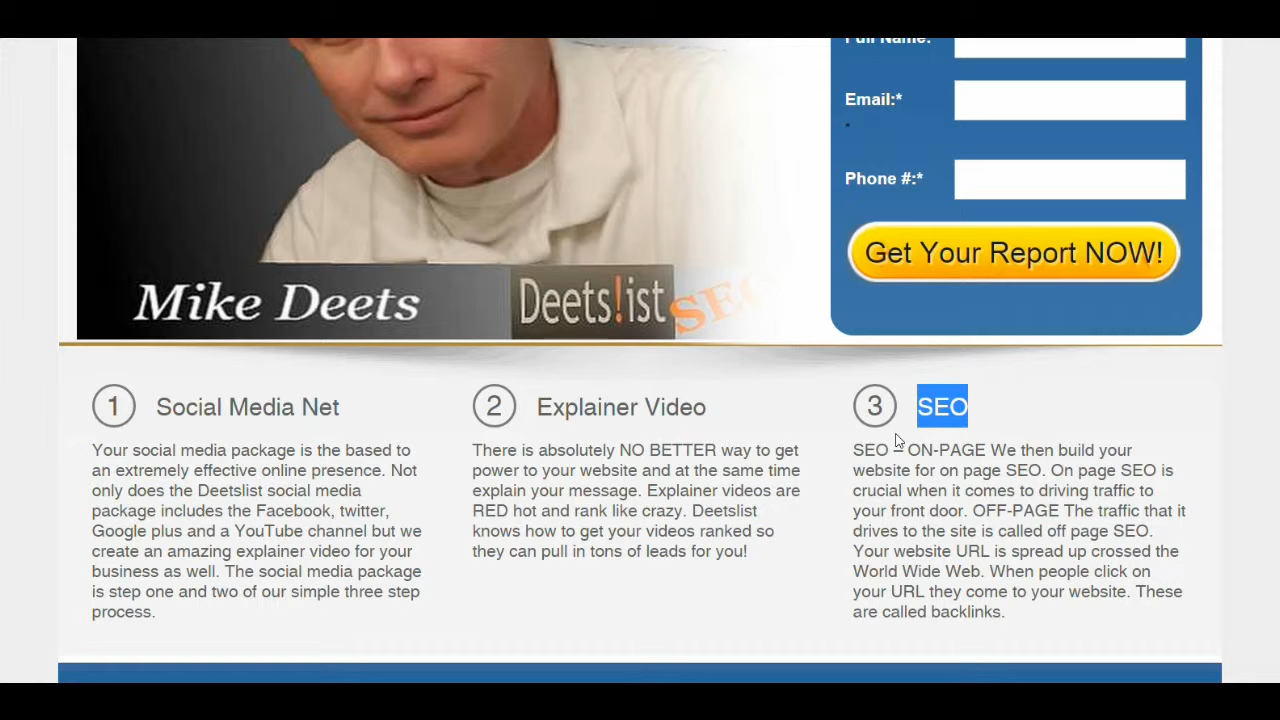 Full Name:
Email:*
Phone #:*
Get Your Report NOW!
Mike Deets
Deets!ist
SEO
1 Social Media Net
Your social media package is the based to
an extremely effective online presence. Not
only does the Deetslist social media
package includes the Facebook, twitter,
Google plus and a YouTube channel but we
create an amazing explainer video for your
business as well. The social media package
is step one and two of our simple three step
process.
2 Explainer Video
There is absolutely NO BETTER way to get
power to your website and at the same time
explain your message. Explainer videos are
RED hot and rank like crazy. Deetslist
knows how to get your videos ranked so
they can pull in tons of leads for you!
3 SEO
SEO – ON-PAGE We then build your
website for on page SEO. On page SEO is
crucial when it comes to driving traffic to
your front door. OFF-PAGE The traffic that it
drives to the site is called off page SEO.
Your website URL is spread up crossed the
World Wide Web. When people click on
your URL they come to your website. These
are called backlinks.